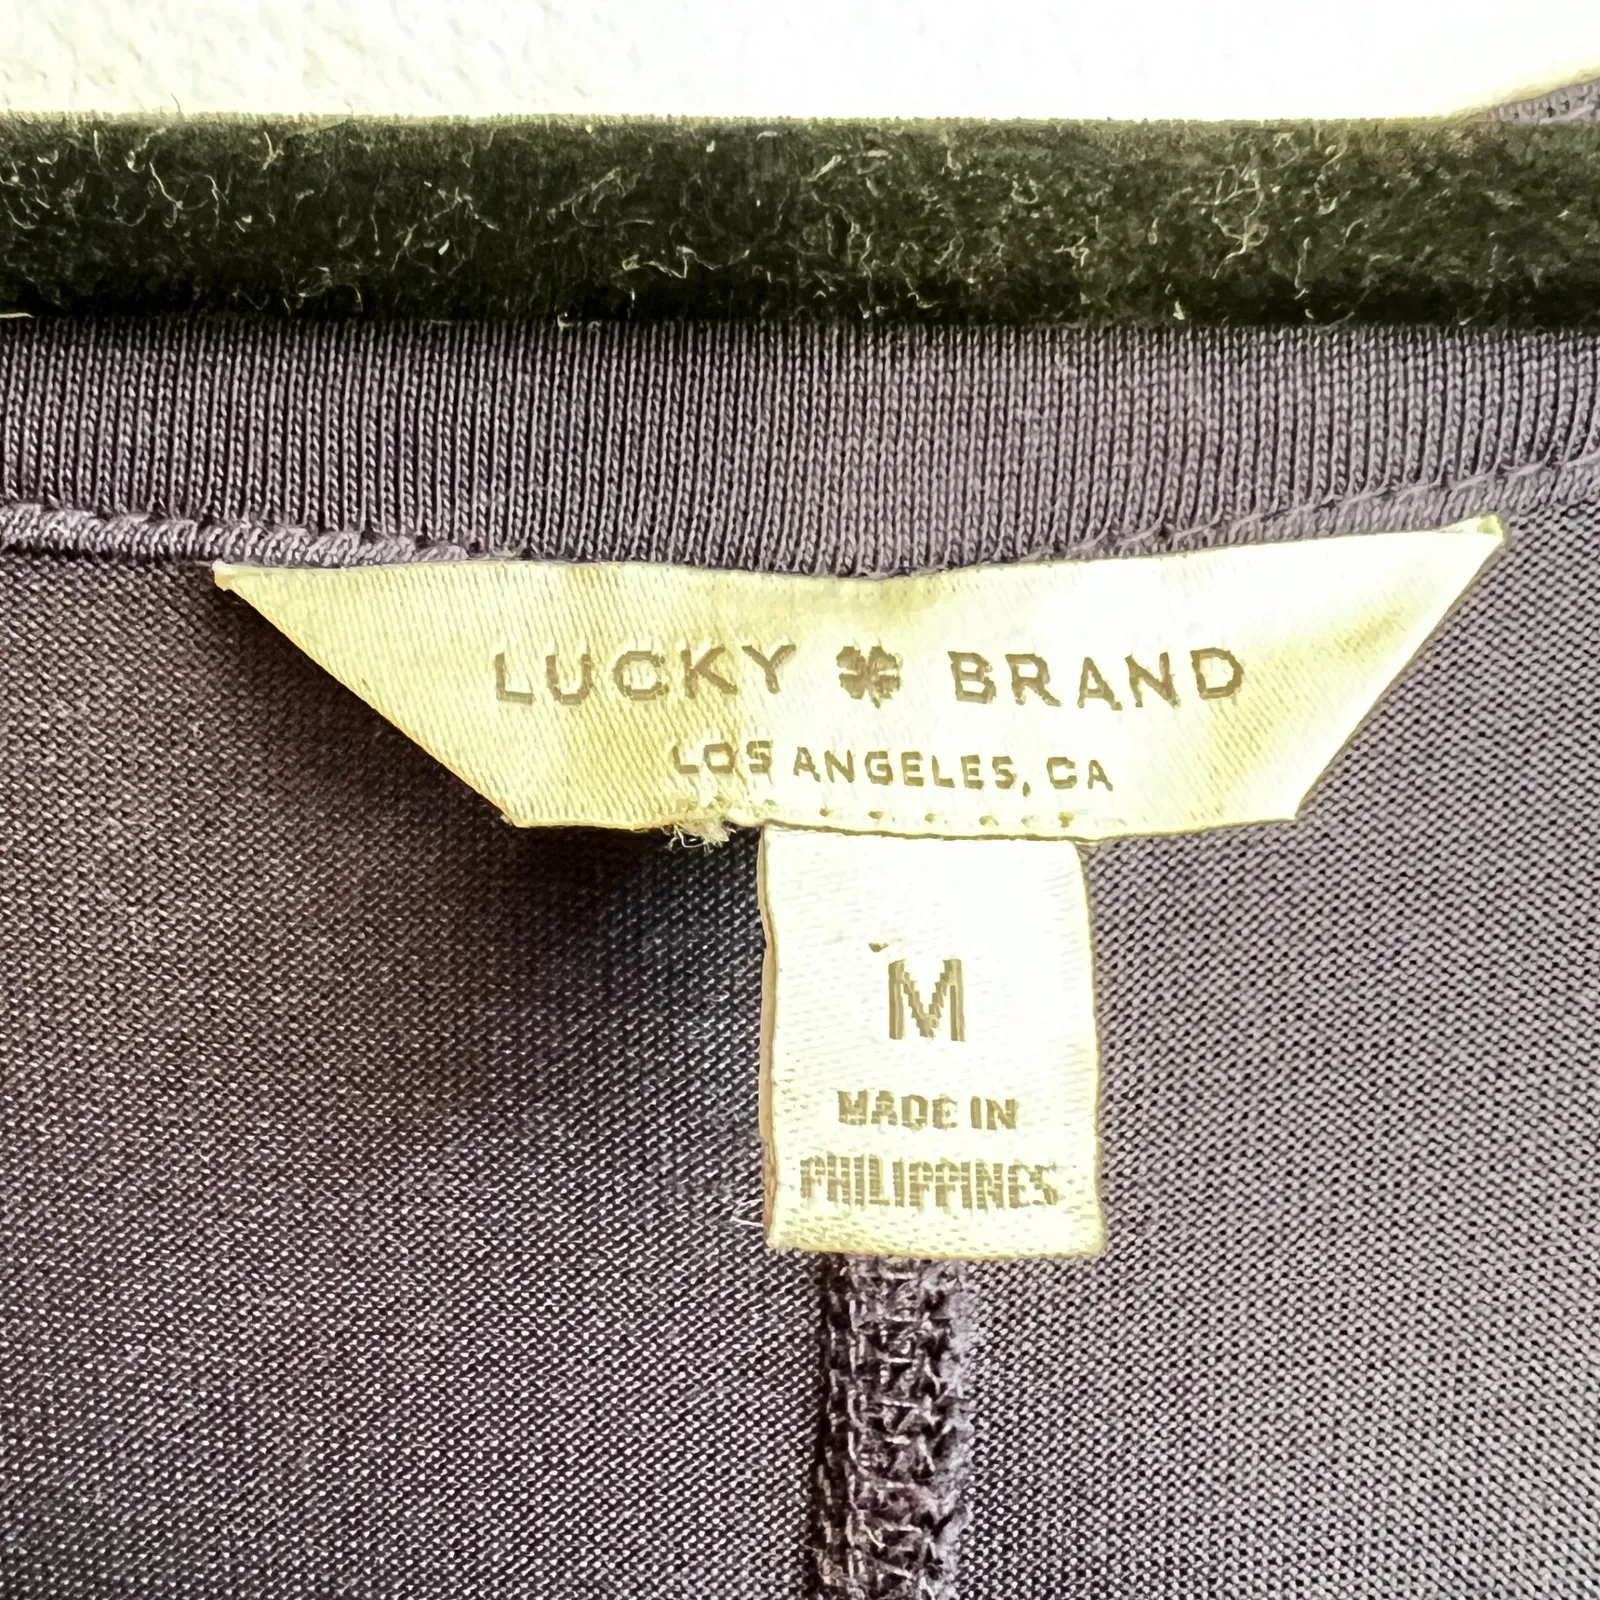 LUCKY BRAND
LOS ANGELES, CA
M
MADE IN
PHILIPPINES